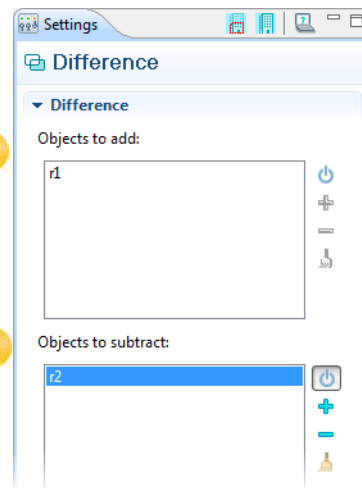 Settings
Difference
Difference
Objects to add:
r1
Objects to subtract:
r2